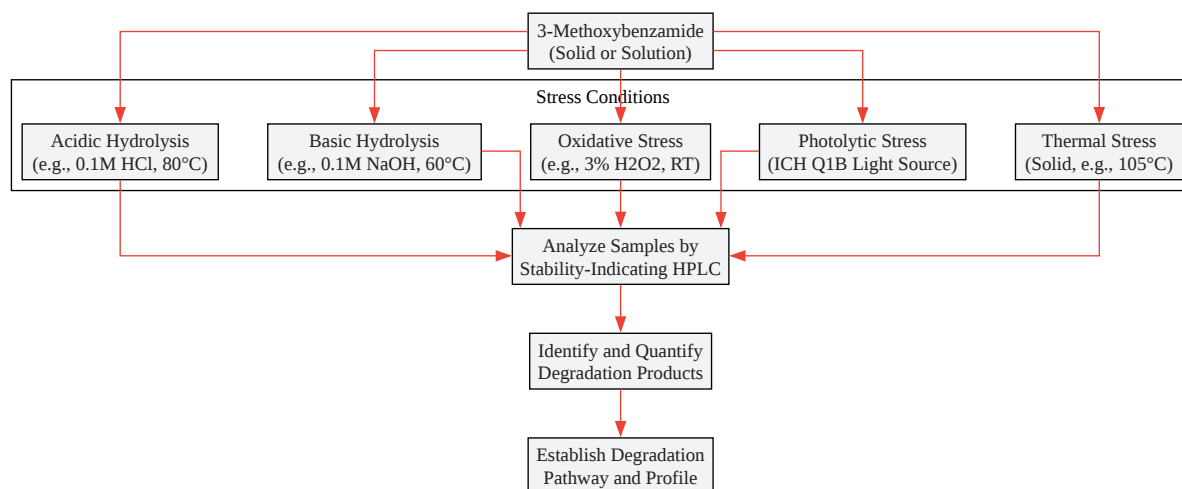 3-Methoxybenzamide
(Solid or Solution)
Stress Conditions
Acidic Hydrolysis
(e.g., 0.1M HCl, 80°C)
Basic Hydrolysis
(e.g., 0.1M NaOH, 60°C)
Oxidative Stress
(e.g., 3% H2O2, RT)
Photolytic Stress
(ICH Q1B Light Source)
Thermal Stress
(Solid, e.g., 105°C)
Analyze Samples by
Stability-Indicating HPLC
Identify and Quantify
Degradation Products
Establish Degradation
Pathway and Profile